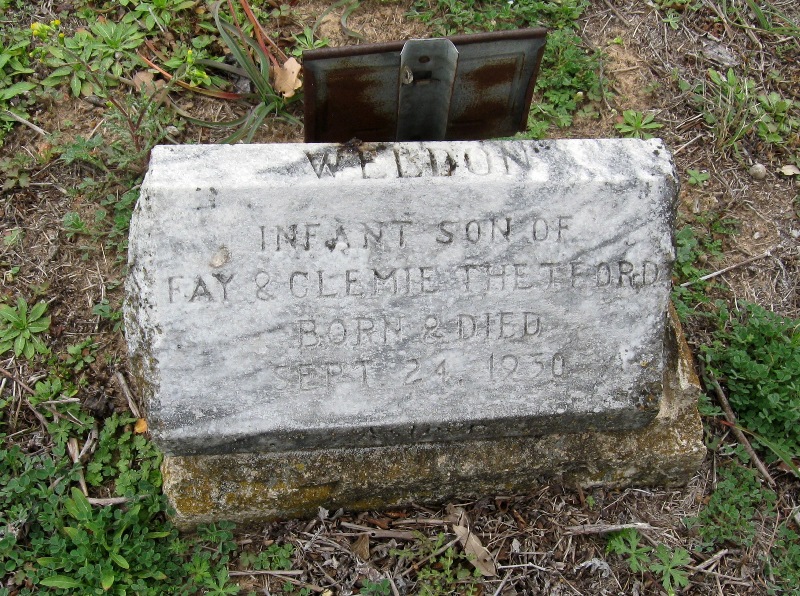 WELDON
INFANT SON OF
FAY & CLEMIE THETFORD
BORN & DIED
SEPT. 24, 1930